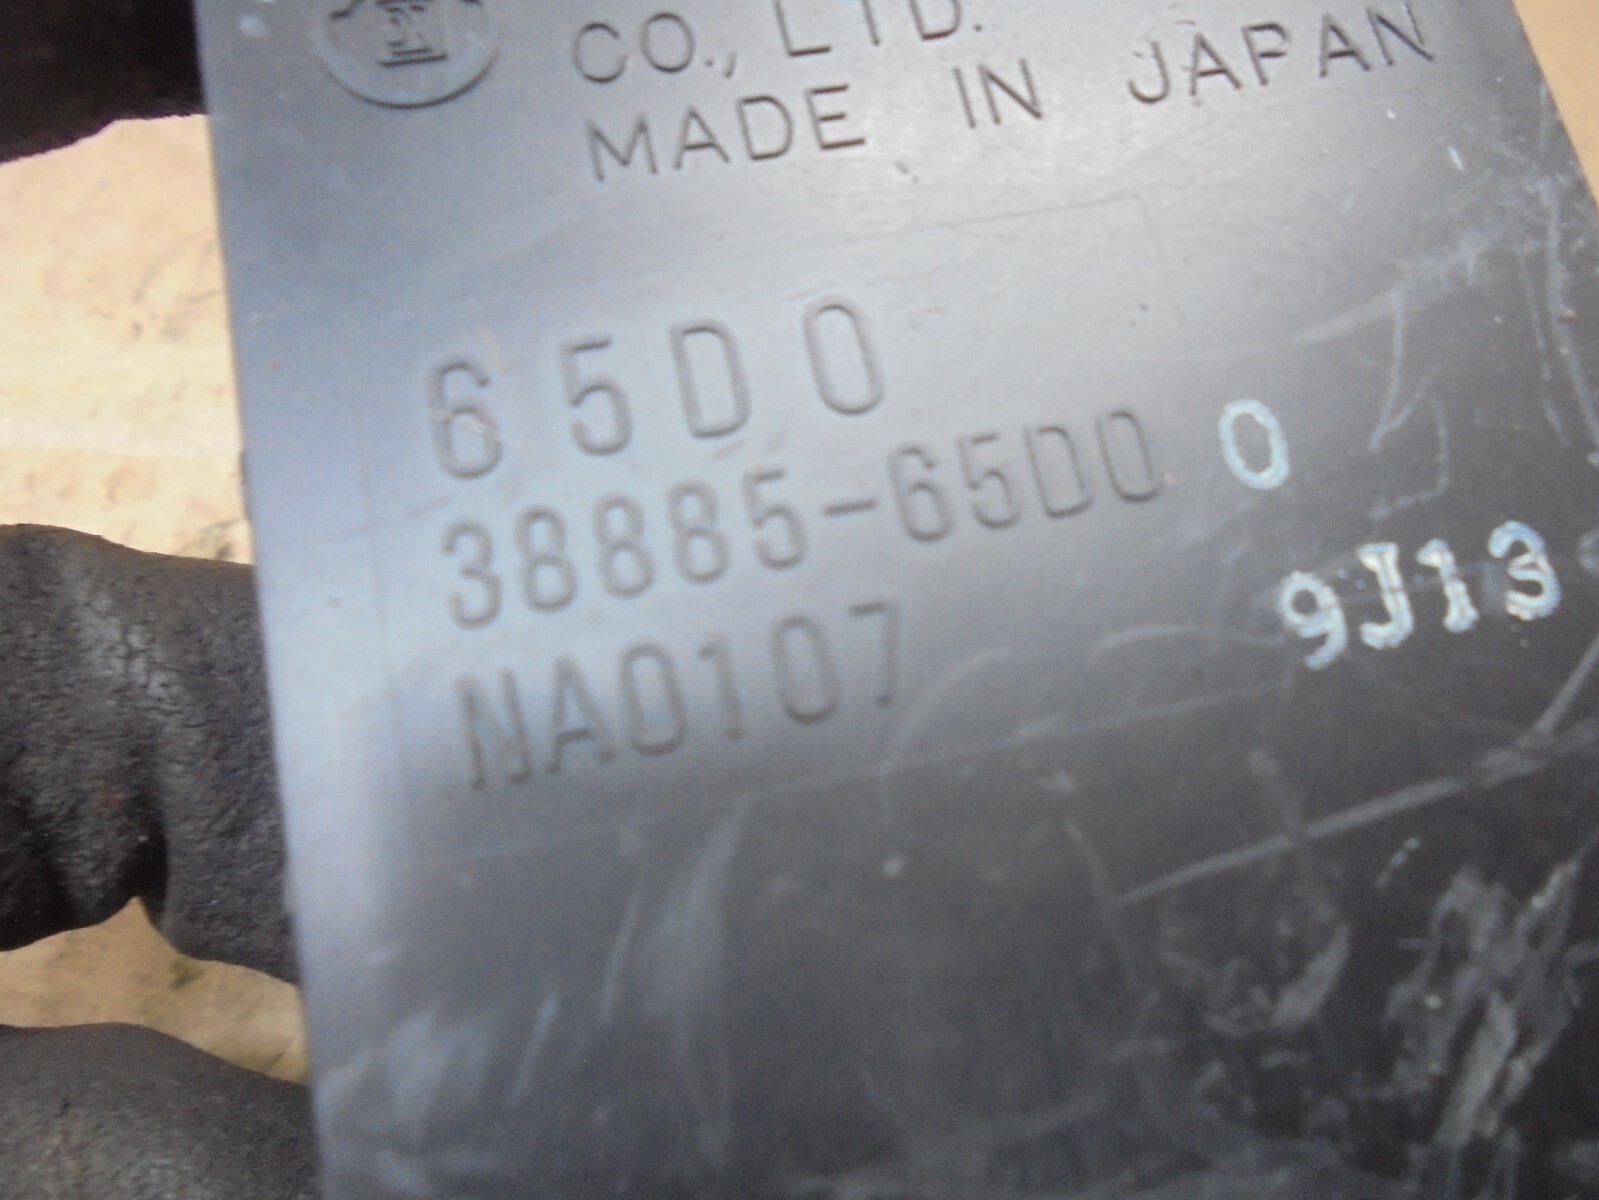 CO., LTD.
MADE IN JAPAN
65D0
38885-65D0 0
NA0107 9J13